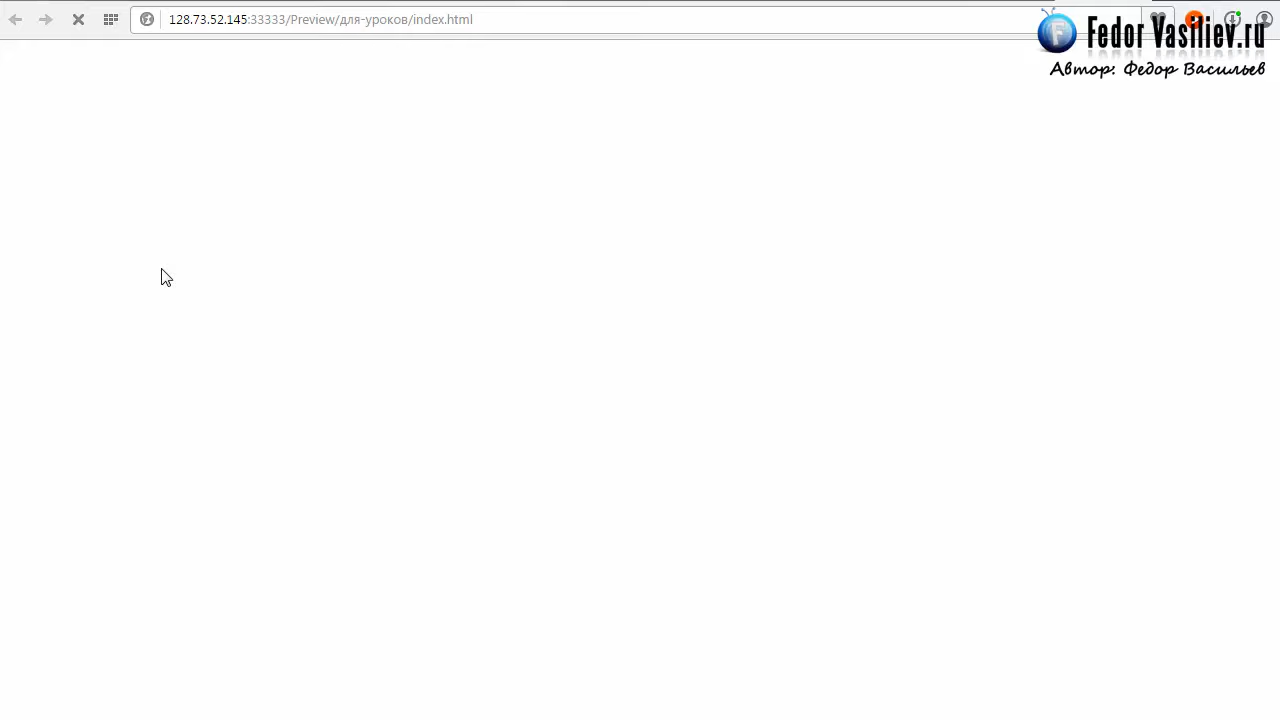 128.73.52.145:33333/Preview/для-уроков/index.html
Fedor Vasiliev.ru
Автор: Федор Васильев